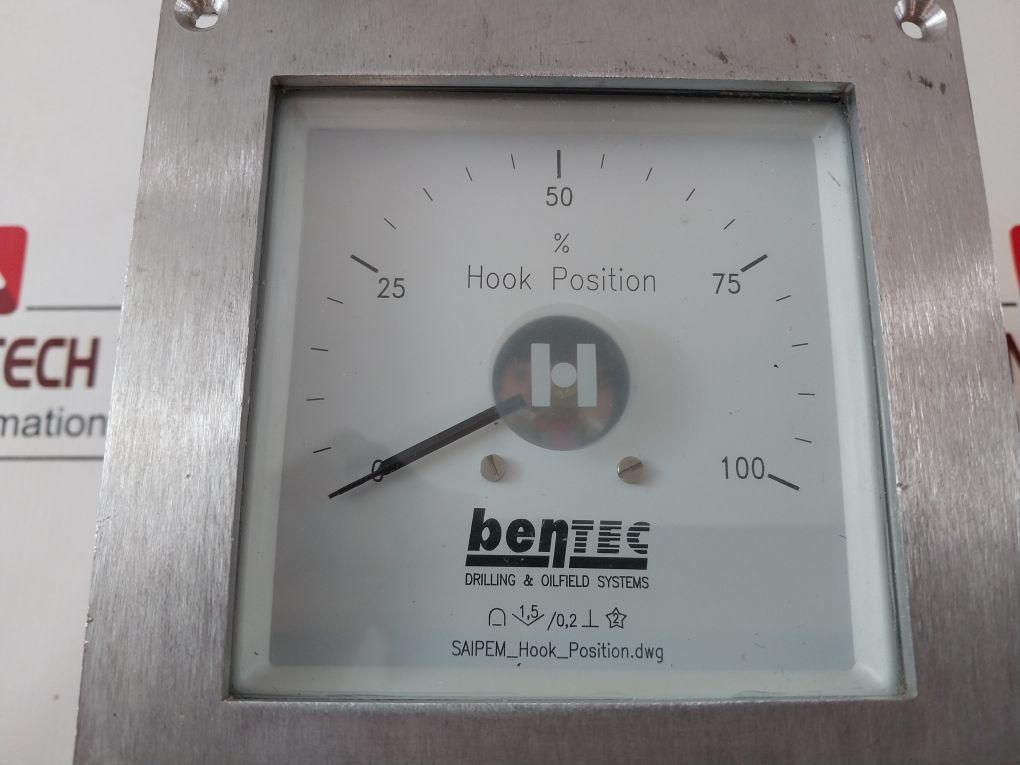 50
%
Hook Position
25
75
0
100
TECH
mation
benTEC
DRILLING & OILFIELD SYSTEMS
1,5 /0,2 ⊥ 2
SAIPEM_Hook_Position.dwg